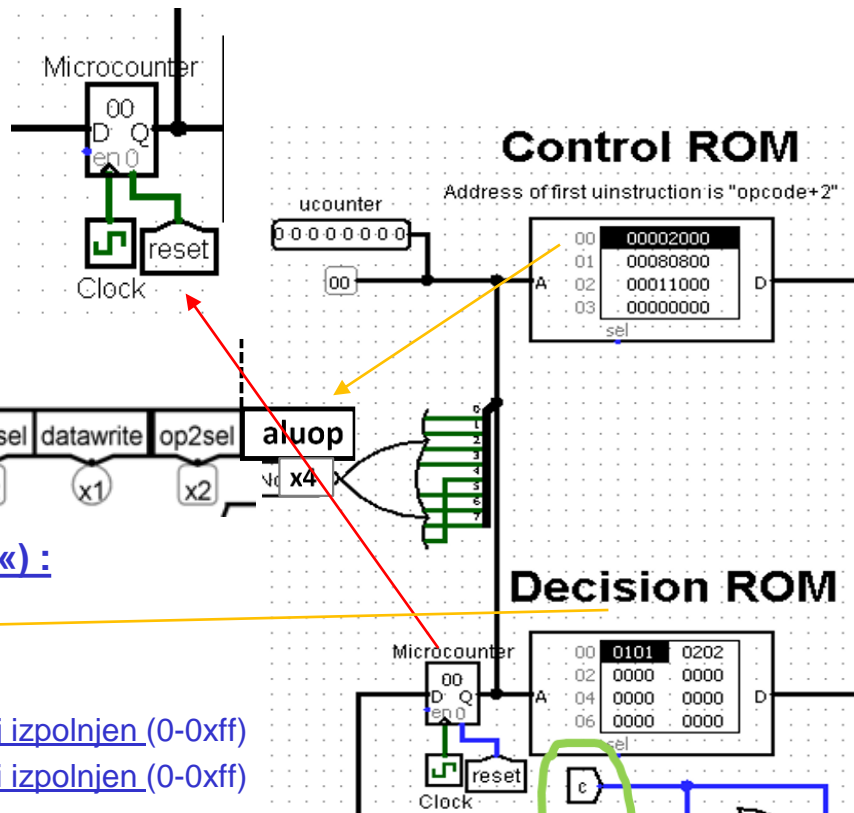 Microcounter
00
D Q
en 0
reset
Clock
Control ROM
Address of first uinstruction is "opcode+2"
ucounter
0 0 0 0 0 0 0 0
00
A
00 00002000
01 00080800
02 00011000
03 00000000
D
sel
sel datawrite op2sel aluop
x1 x2 x4
0
1
2
3
4
5
6
7
«) :
Decision ROM
Microcounter
00
D Q
en 0
reset
Clock
A
00 0101 0202
02 0000 0000
04 0000 0000
06 0000 0000
D
sel
c
j izpolnjen (0-0xff)
i izpolnjen (0-0xff)